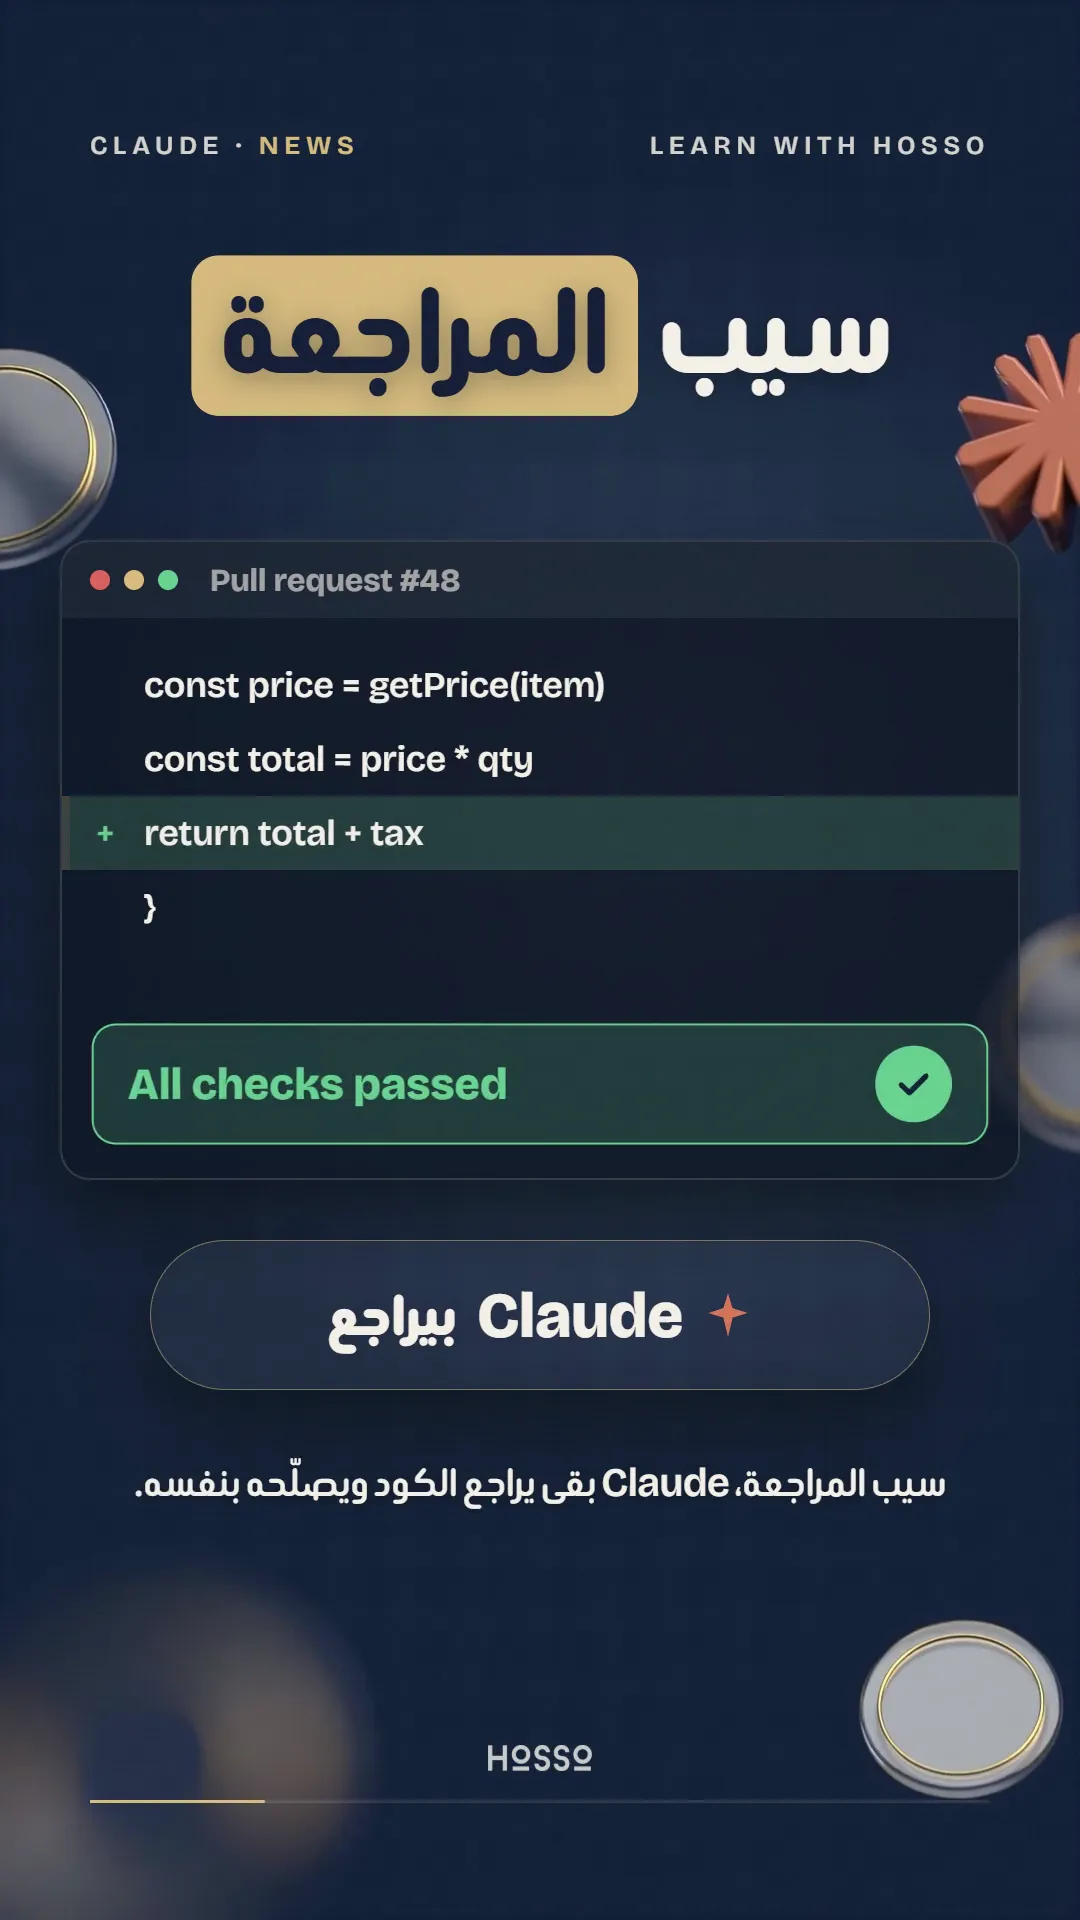 CLAUDE · NEWS
LEARN WITH HOSSO
سيب المراجعة
Pull request #48
const price = getPrice(item)
const total = price * qty
+ return total + tax
}
All checks passed
Claude بيراجع
سيب المراجعة، Claude بقى يراجع الكود ويصلّحه بنفسه.
HOSSO